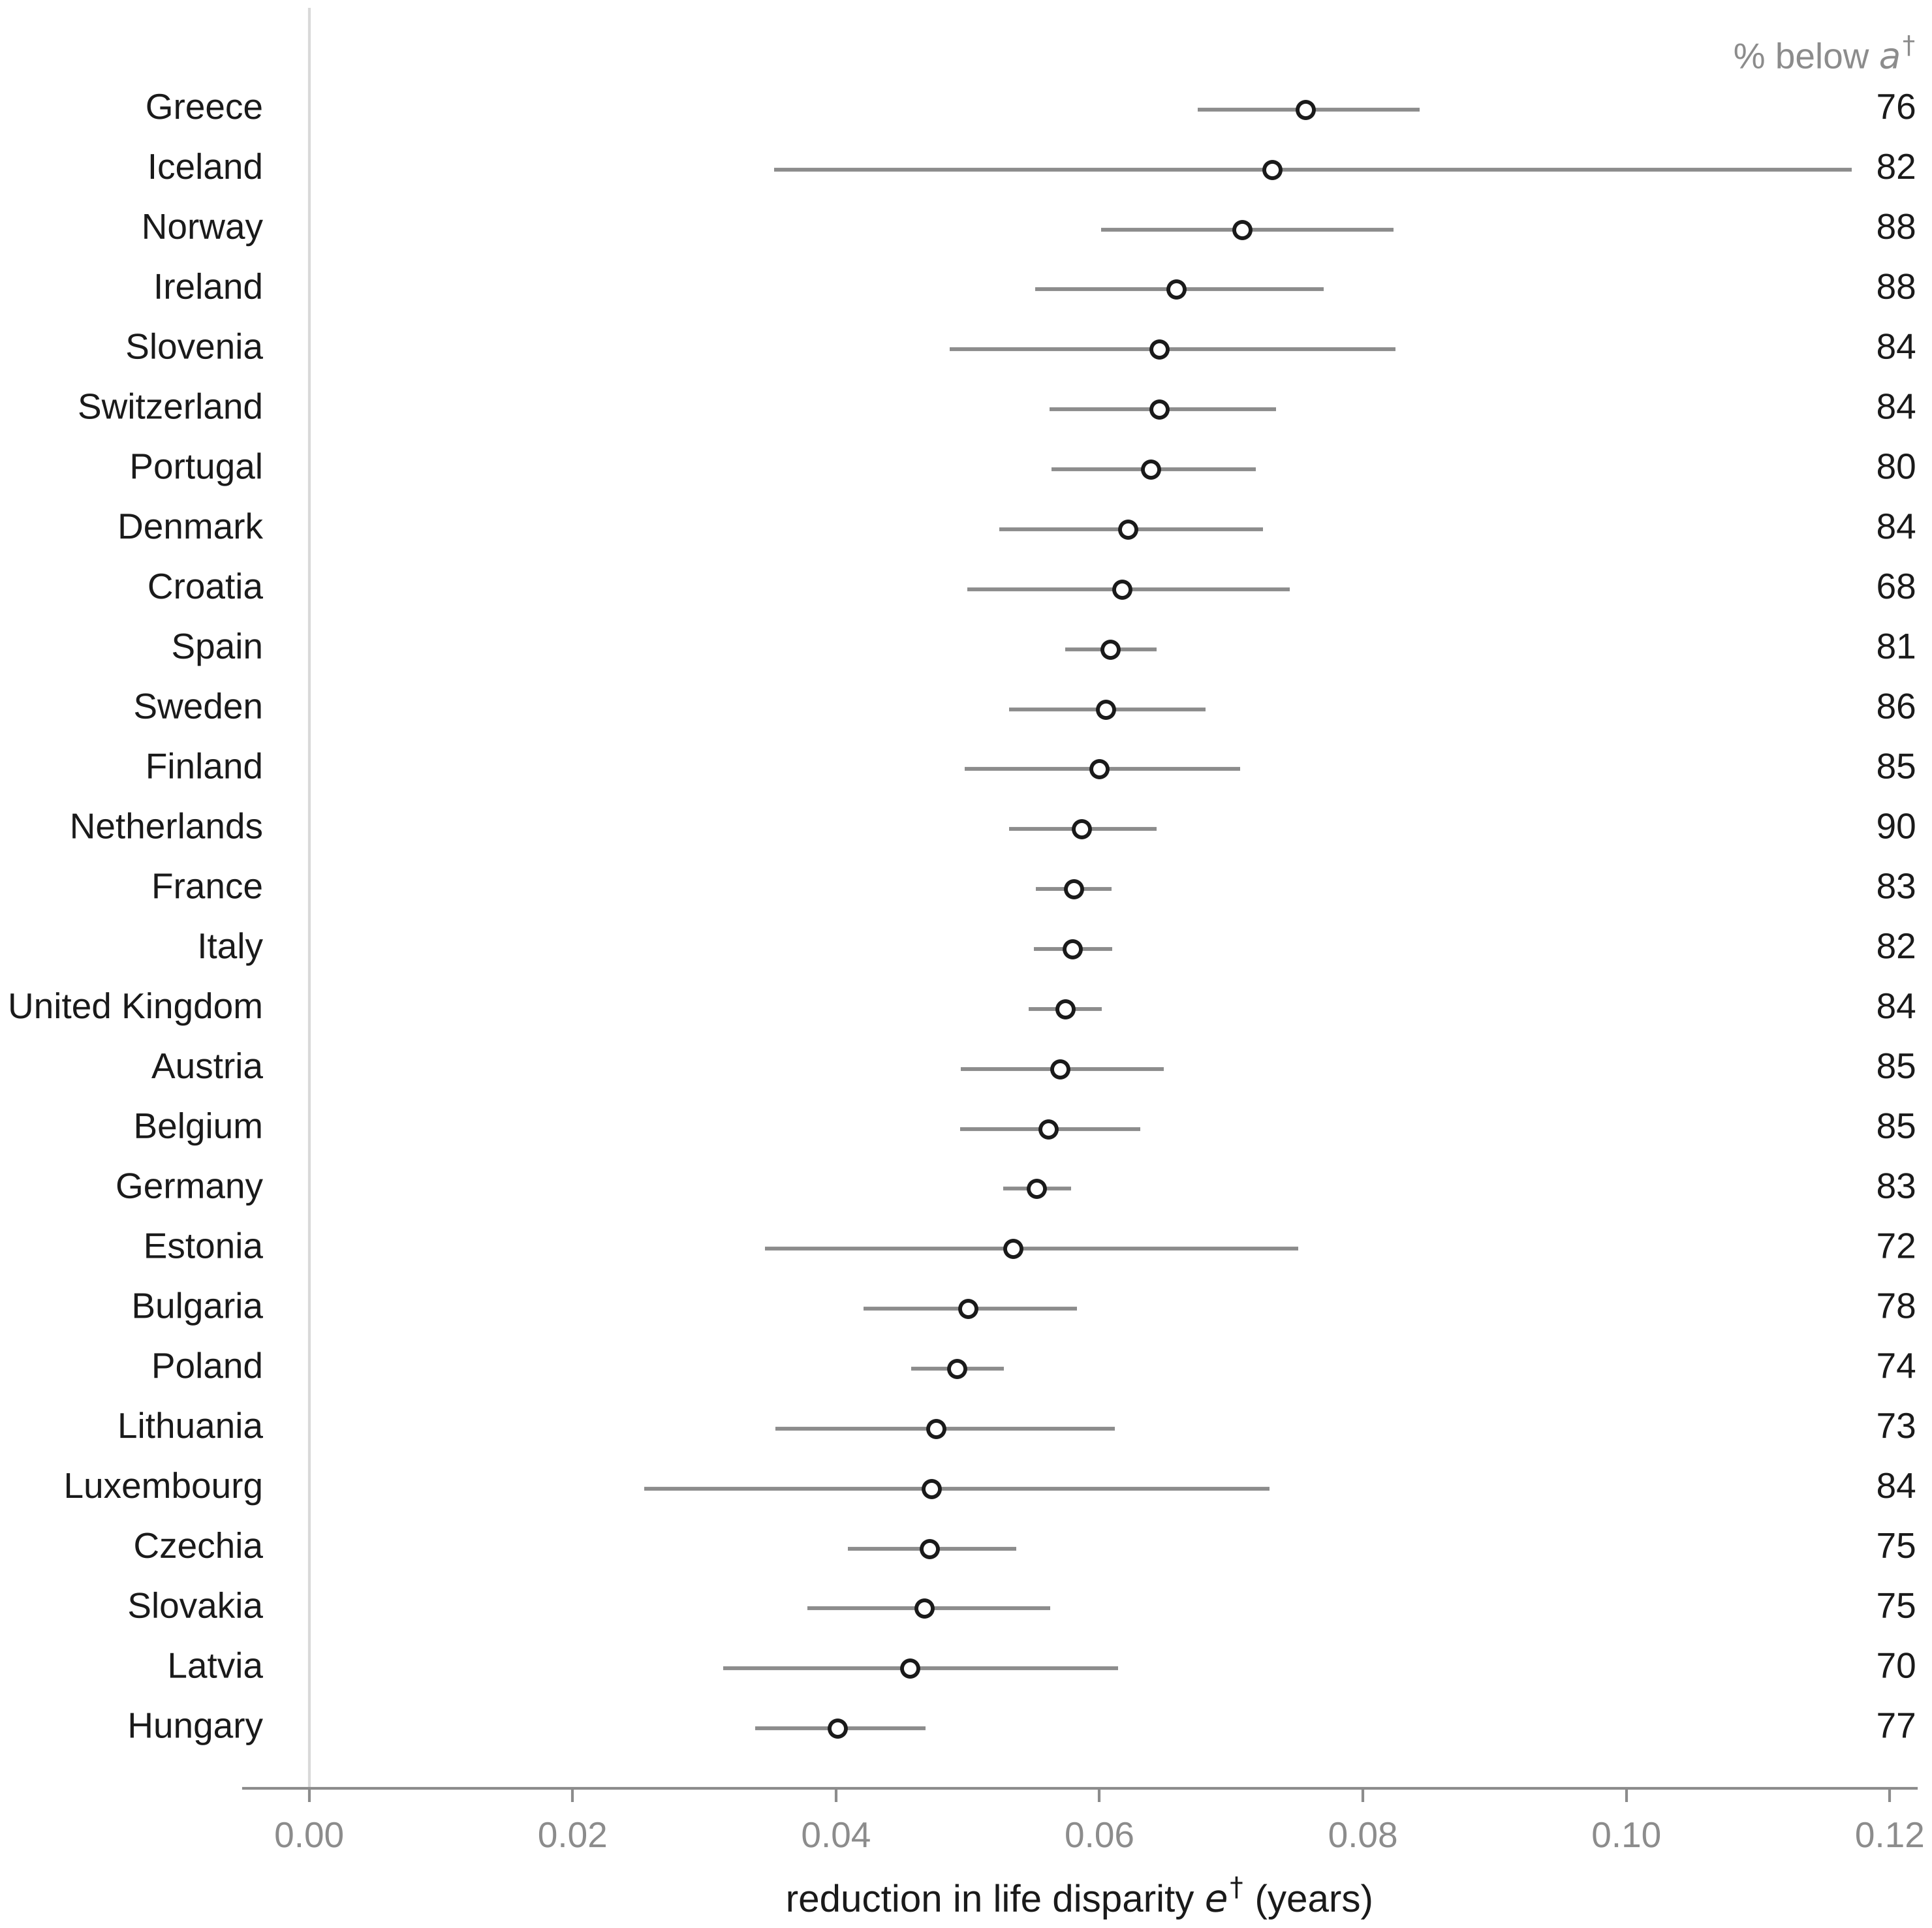 % below a†
Greece 76
Iceland 82
Norway 88
Ireland 88
Slovenia 84
Switzerland 84
Portugal 80
Denmark 84
Croatia 68
Spain 81
Sweden 86
Finland 85
Netherlands 90
France 83
Italy 82
United Kingdom 84
Austria 85
Belgium 85
Germany 83
Estonia 72
Bulgaria 78
Poland 74
Lithuania 73
Luxembourg 84
Czechia 75
Slovakia 75
Latvia 70
Hungary 77
0.00 0.02 0.04 0.06 0.08 0.10 0.12
reduction in life disparity e† (years)